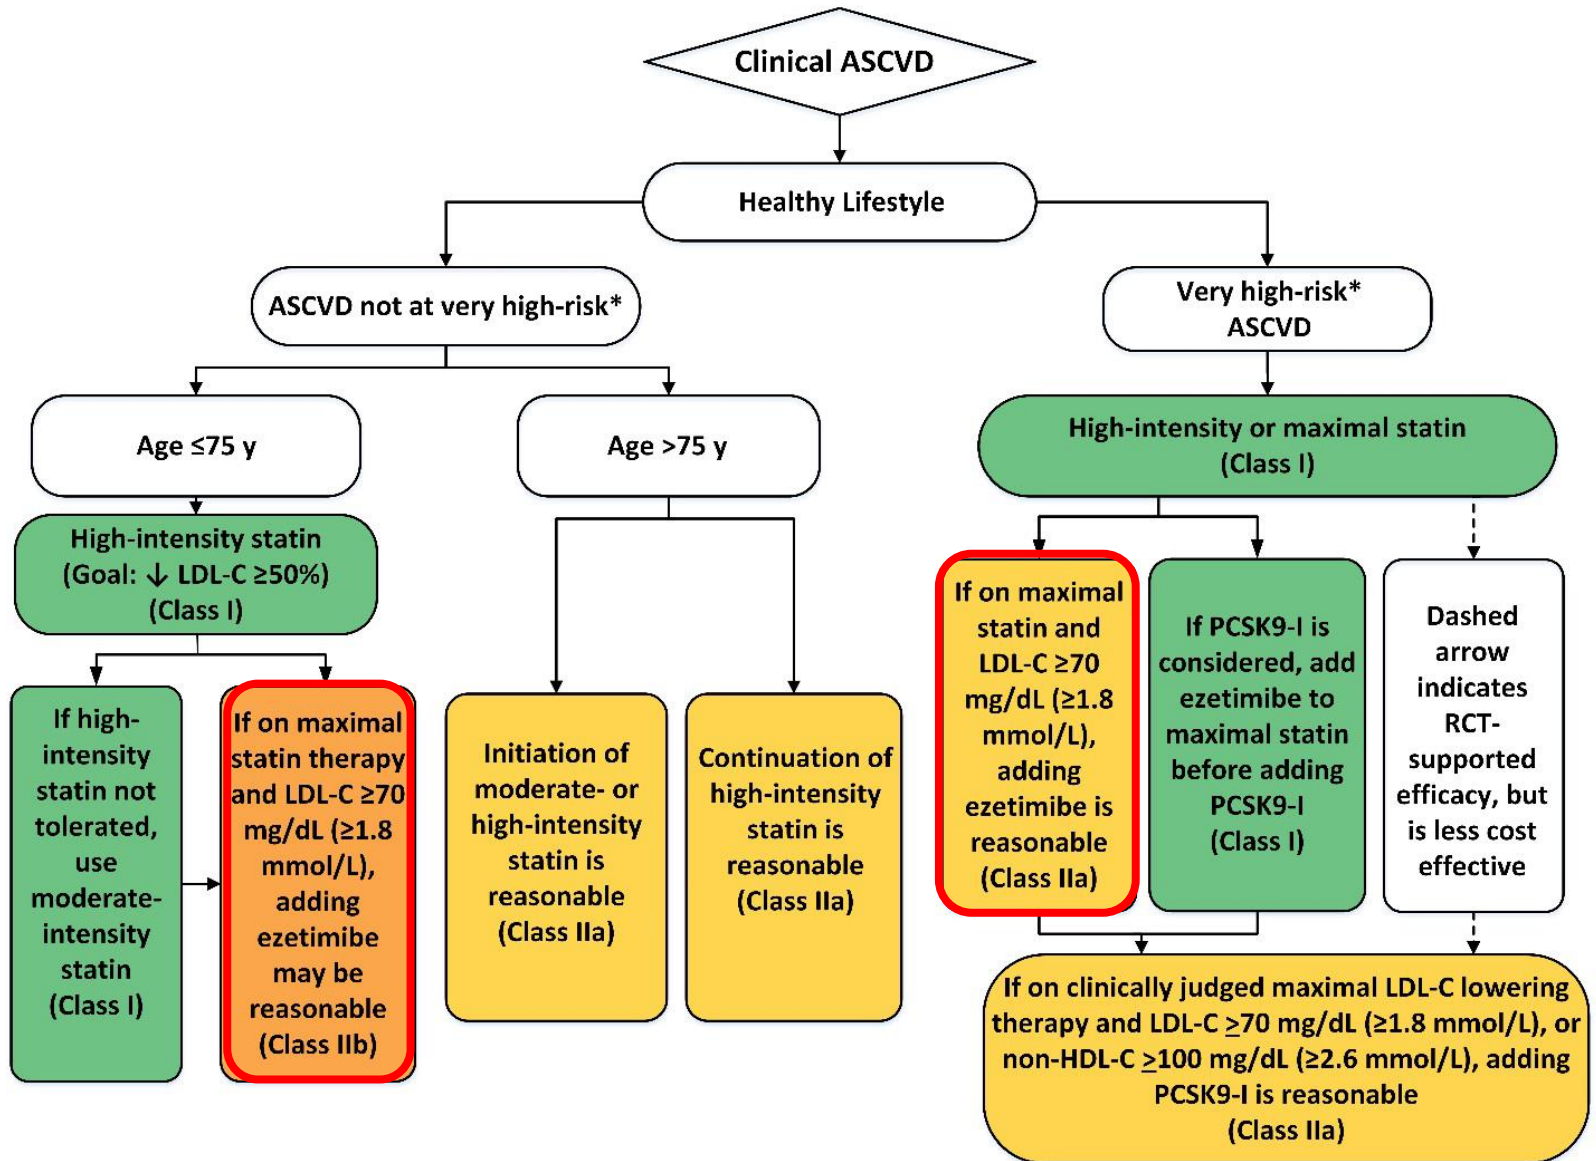 Clinical ASCVD
Healthy Lifestyle
ASCVD not at very high-risk*
Very high-risk*
ASCVD
Age ≤75 y
Age >75 y
High-intensity or maximal statin
(Class I)
High-intensity statin
(Goal: ↓ LDL-C ≥50%)
(Class I)
If high-
intensity
statin not
tolerated,
use
moderate-
intensity
statin
(Class I)
If on maximal
statin therapy
and LDL-C ≥70
mg/dL (≥1.8
mmol/L),
adding
ezetimibe
may be
reasonable
(Class IIb)
Initiation of
moderate- or
high-intensity
statin is
reasonable
(Class IIa)
Continuation of
high-intensity
statin is
reasonable
(Class IIa)
If on maximal
statin and
LDL-C ≥70
mg/dL (≥1.8
mmol/L),
adding
ezetimibe is
reasonable
(Class IIa)
If PCSK9-I is
considered, add
ezetimibe to
maximal statin
before adding
PCSK9-I
(Class I)
Dashed
arrow
indicates
RCT-
supported
efficacy, but
is less cost
effective
If on clinically judged maximal LDL-C lowering
therapy and LDL-C ≥70 mg/dL (≥1.8 mmol/L), or
non-HDL-C ≥100 mg/dL (≥2.6 mmol/L), adding
PCSK9-I is reasonable
(Class IIa)